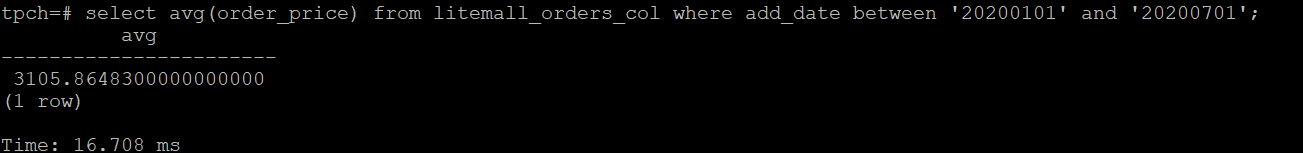 tpch=# select avg(order_price) from litemall_orders_col where add_date between '20200101' and '20200701';
avg
-----------------------
3105.8648300000000000
(1 row)
Time: 16.708 ms